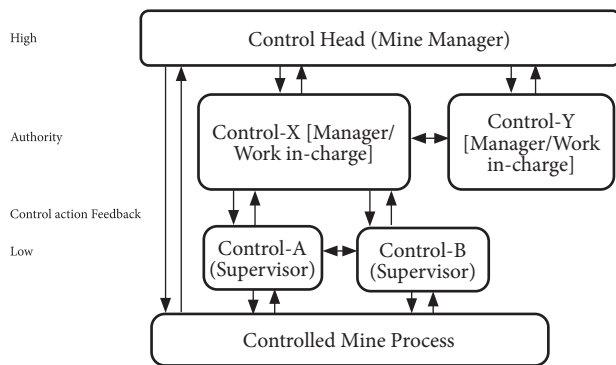 High
Control Head (Mine Manager)
Authority
Control-X [Manager/
Work in-charge]
Control-Y
[Manager/Work
in-charge]
Control action Feedback
Low
Control-A
(Supervisor)
Control-B
(Supervisor)
Controlled Mine Process